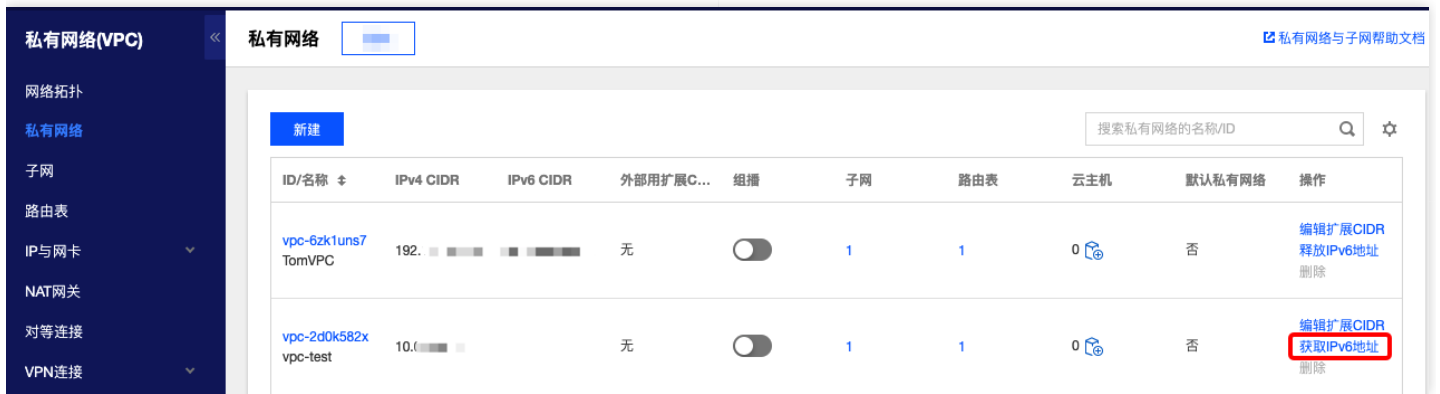 私有网络(VPC)
私有网络
私有网络与子网帮助文档
网络拓扑
私有网络
子网
路由表
IP与网卡
NAT网关
对等连接
VPN连接
新建
搜索私有网络的名称/ID
ID/名称 IPv4 CIDR IPv6 CIDR 外部用扩展C... 组播 子网 路由表 云主机 默认私有网络 操作
vpc-6zk1uns7
TomVPC
192.
无 1 1 0 否
编辑扩展CIDR
释放IPv6地址
删除
vpc-2d0k582x
vpc-test
10.
无 1 1 0 否
编辑扩展CIDR
获取IPv6地址
删除